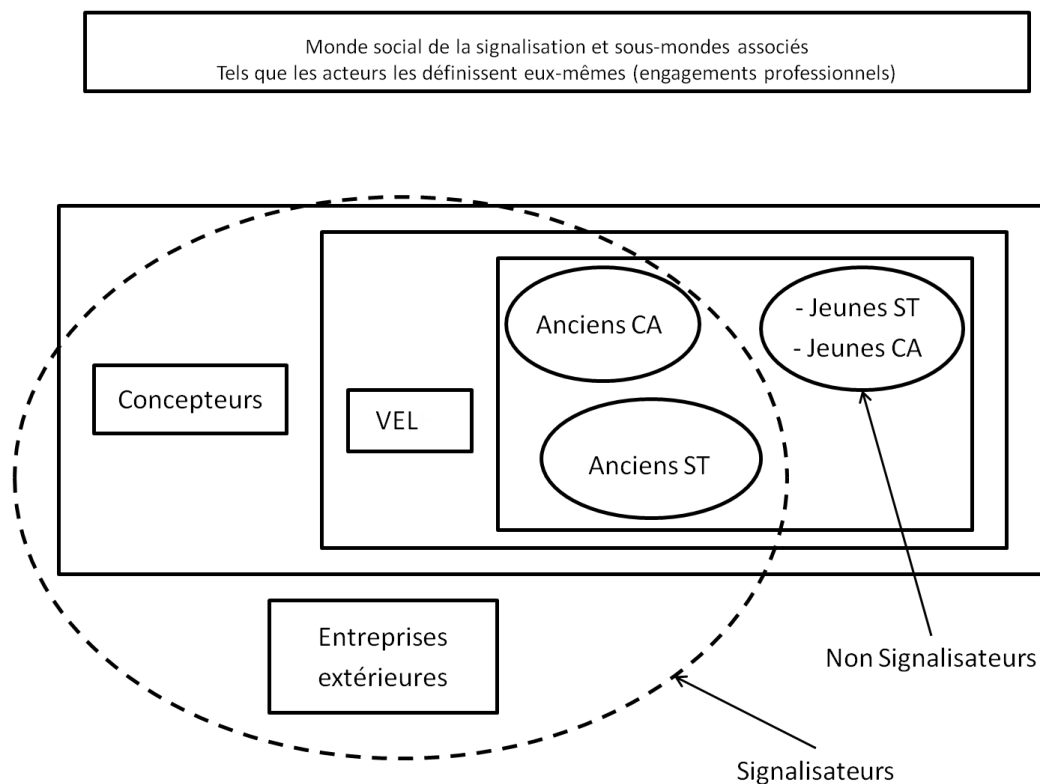 Monde social de la signalisation et sous-mondes associés
Tels que les acteurs les définissent eux-mêmes (engagements professionnels)
Anciens CA
- Jeunes ST
- Jeunes CA
Concepteurs
VEL
Anciens ST
Entreprises
extérieures
Non Signalisateurs
Signalisateurs